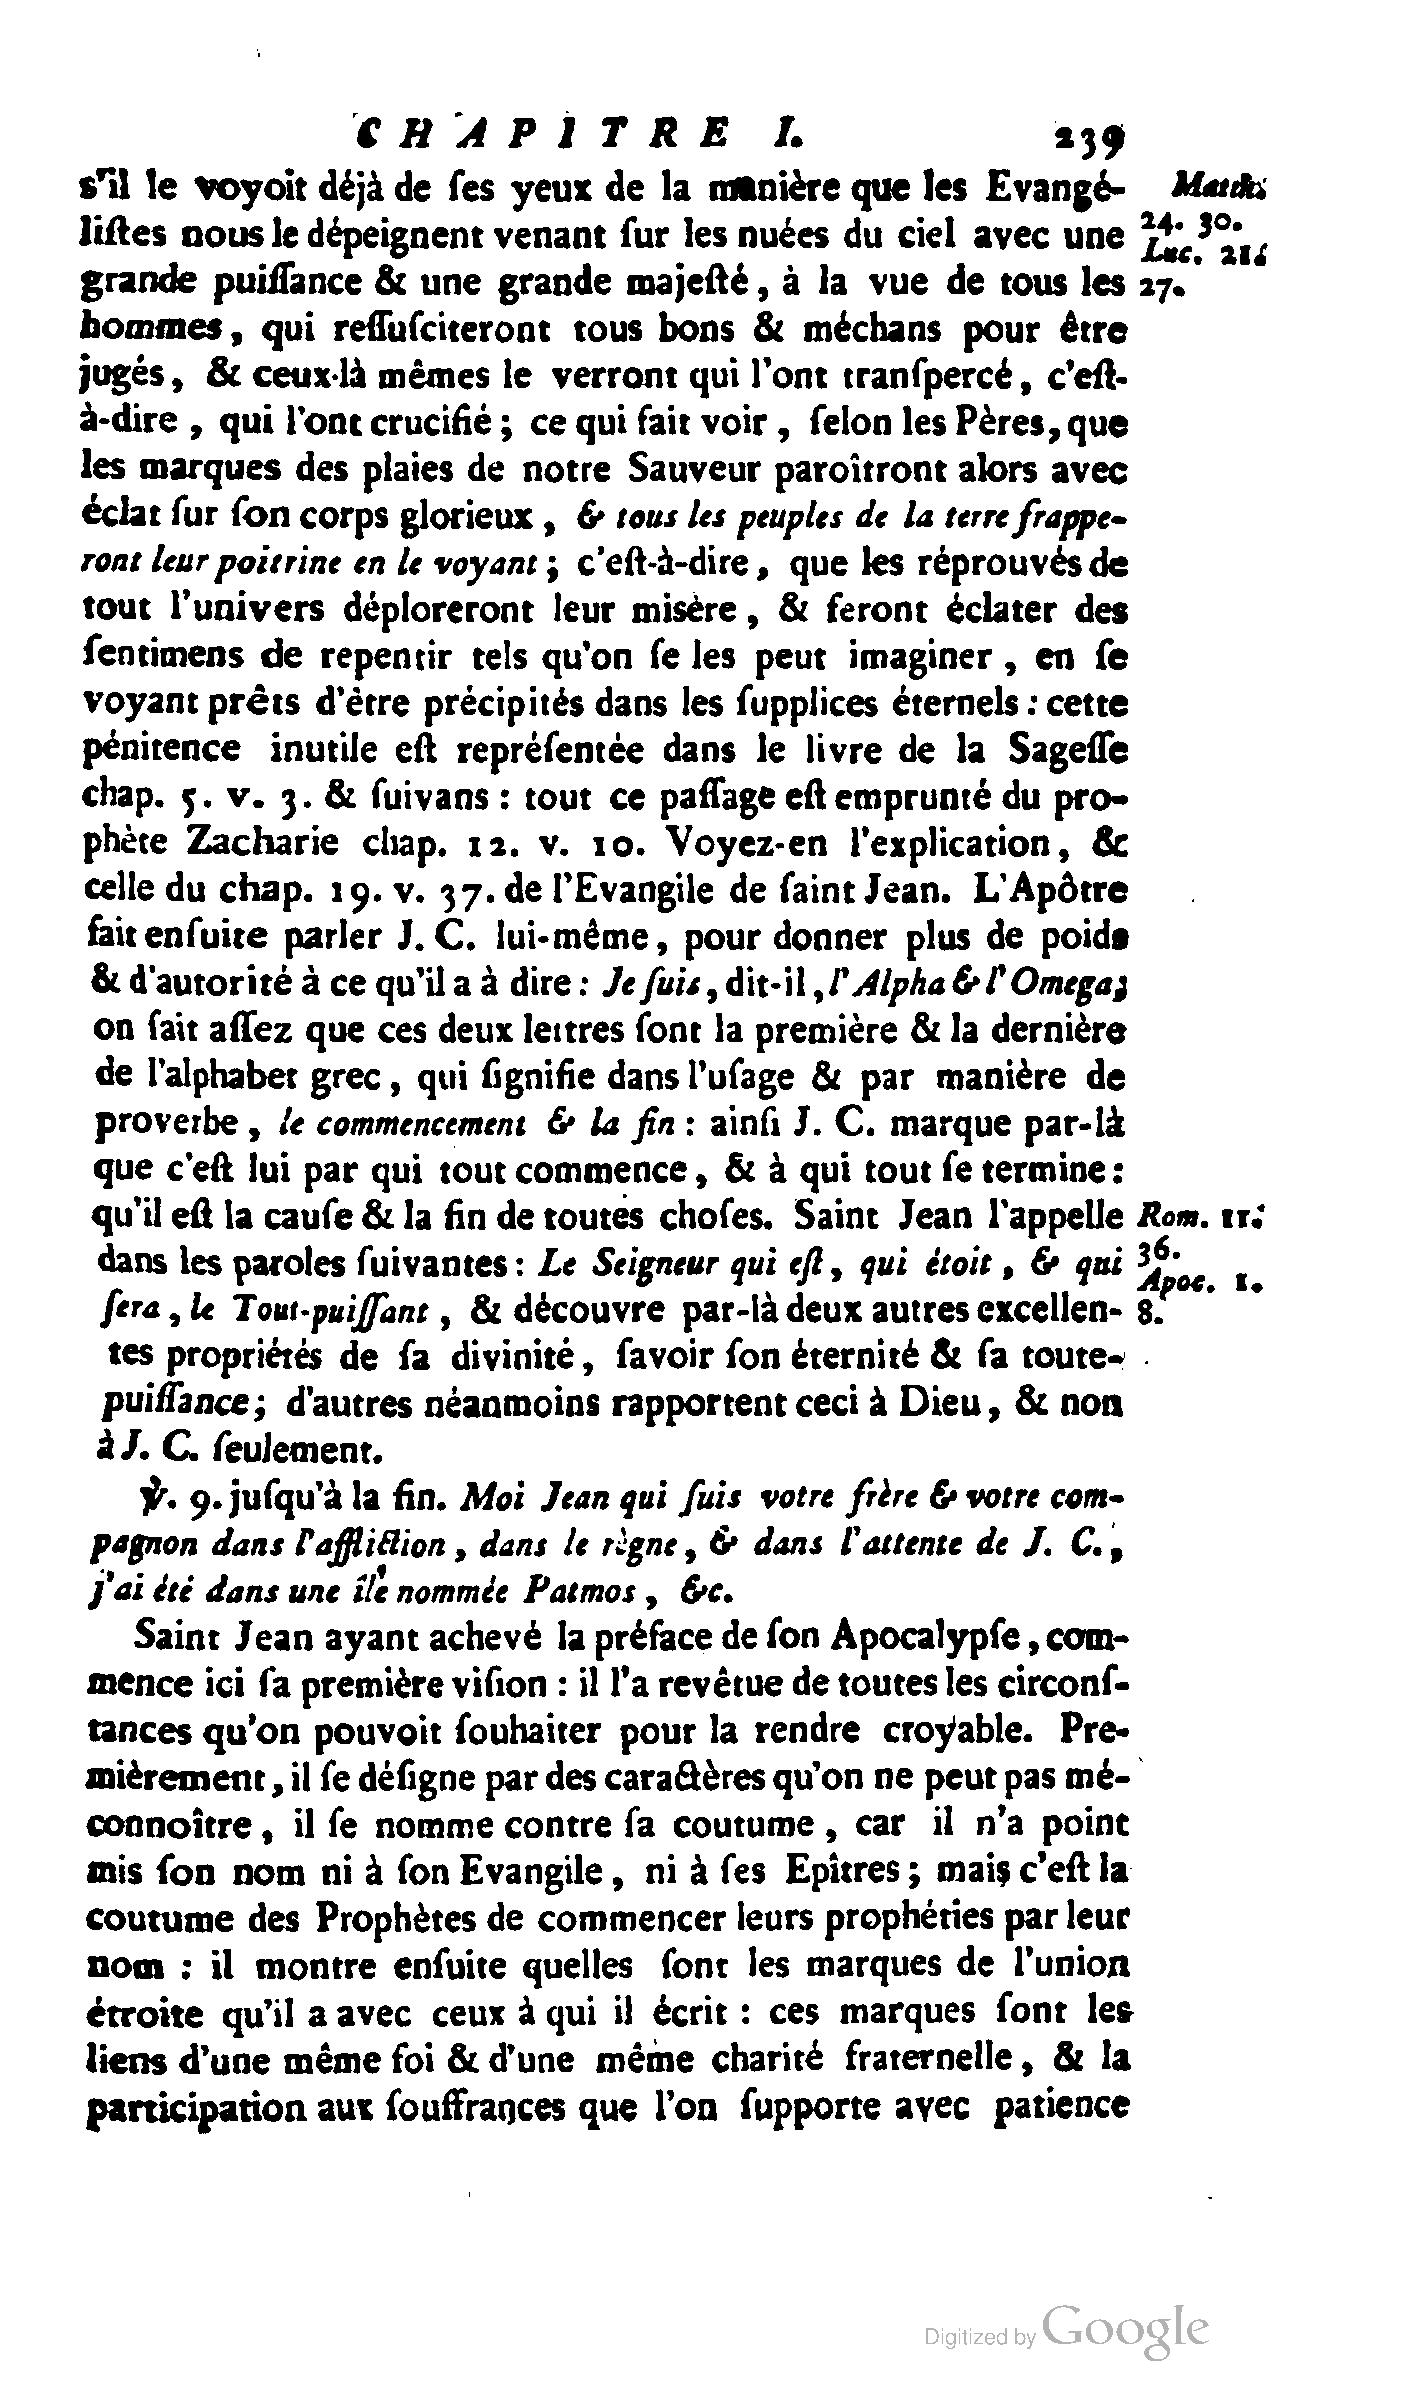 CHAPITRE I. 239
s'il le voyoit déjà de ſes yeux de la manière que les Evangé- Matth.
liſtes nous le dépeignent venant ſur les nuées du ciel avec une 24. 30.
Luc. 21.
grande puiſſance & une grande majeſté, à la vue de tous les 27.
hommes, qui reſſuſciteront tous bons & méchans pour être
jugés, & ceux-là mêmes le verront qui l'ont tranſpercé, c'eſt-
à-dire, qui l'ont crucifié; ce qui fait voir, ſelon les Pères, que
les marques des plaies de notre Sauveur paroîtront alors avec
éclat ſur ſon corps glorieux, & tous les peuples de la terre frappe-
ront leur poitrine en le voyant; c'eſt-à-dire, que les réprouvés de
tout l'univers déploreront leur misère, & feront éclater des
ſentimens de repentir tels qu'on ſe les peut imaginer, en ſe
voyant prêts d'être précipités dans les ſupplices éternels: cette
pénitence inutile eſt repréſentée dans le livre de la Sageſſe
chap. 5. v. 3. & ſuivans: tout ce paſſage eſt emprunté du pro-
phète Zacharie chap. 12. v. 10. Voyez-en l'explication, &
celle du chap. 19. v. 37. de l'Evangile de ſaint Jean. L'Apôtre
fait enſuite parler J. C. lui-même, pour donner plus de poids
& d'autorité à ce qu'il a à dire: Je ſuis, dit-il, l'Alpha & l'Omega;
on ſait aſſez que ces deux lettres ſont la première & la dernière
de l'alphabet grec, qui ſignifie dans l'uſage & par manière de
proverbe, le commencement & la fin: ainſi J. C. marque par-là
que c'eſt lui par qui tout commence, & à qui tout ſe termine:
qu'il eſt la cauſe & la fin de toutes choſes. Saint Jean l'appelle Rom. 11.
dans les paroles ſuivantes: Le Seigneur qui eſt, qui étoit, & qui 36.
Apoc. 1.
ſera, le Tout-puiſſant, & découvre par-là deux autres excellen- 8.
tes propriétés de ſa divinité, ſavoir ſon éternité & ſa toute-
puiſſance; d'autres néanmoins rapportent ceci à Dieu, & non
à J. C. ſeulement.
℣. 9. juſqu'à la fin. Moi Jean qui ſuis votre frère & votre com-
pagnon dans l'affliction, dans le règne, & dans l'attente de J. C.,
j'ai été dans une île nommée Patmos, &c.
Saint Jean ayant achevé la préface de ſon Apocalypſe, com-
mence ici ſa première viſion: il l'a revêtue de toutes les circonſ-
tances qu'on pouvoit ſouhaiter pour la rendre croyable. Pre-
mièrement, il ſe déſigne par des caractères qu'on ne peut pas mé-
connoître, il ſe nomme contre ſa coutume, car il n'a point
mis ſon nom ni à ſon Evangile, ni à ſes Epîtres; mais c'eſt la
coutume des Prophètes de commencer leurs prophéties par leur
nom: il montre enſuite quelles ſont les marques de l'union
étroite qu'il a avec ceux à qui il écrit: ces marques ſont les
liens d'une même foi & d'une même charité fraternelle, & la
participation aux ſouffrances que l'on ſupporte avec patience
Digitized by Google